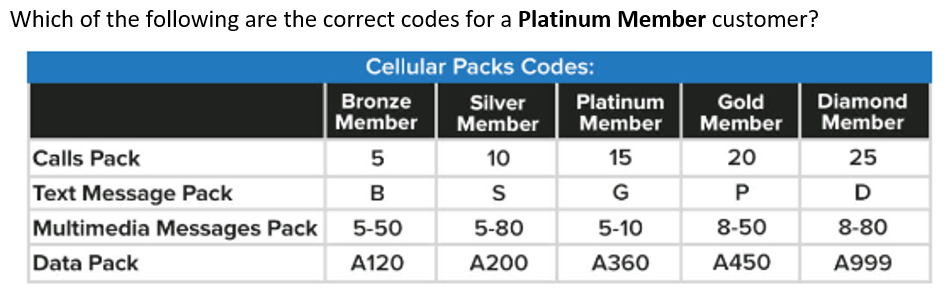 Which of the following are the correct codes for a Platinum Member customer?
Cellular Packs Codes:
Bronze Member Silver Member Platinum Member Gold Member Diamond Member
Calls Pack 5 10 15 20 25
Text Message Pack B S G P D
Multimedia Messages Pack 5-50 5-80 5-10 8-50 8-80
Data Pack A120 A200 A360 A450 A999